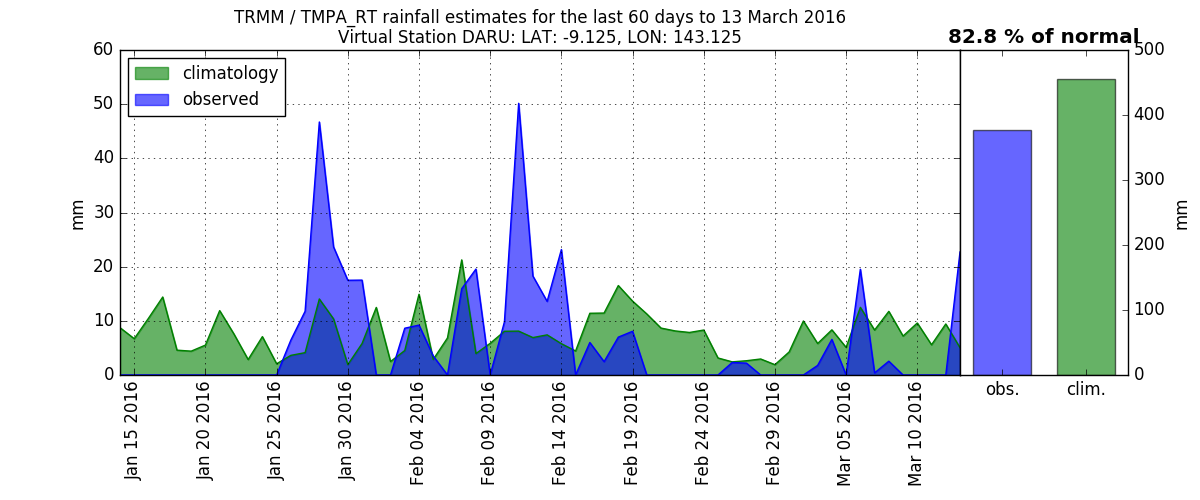 TRMM / TMPA_RT rainfall estimates for the last 60 days to 13 March 2016
Virtual Station DARU: LAT: -9.125, LON: 143.125
82.8 % of normal
climatology
observed
60
50
40
30
20
10
0
mm
Jan 15 2016
Jan 20 2016
Jan 25 2016
Jan 30 2016
Feb 04 2016
Feb 09 2016
Feb 14 2016
Feb 19 2016
Feb 24 2016
Feb 29 2016
Mar 05 2016
Mar 10 2016
obs.
clim.
500
400
300
200
100
0
mm